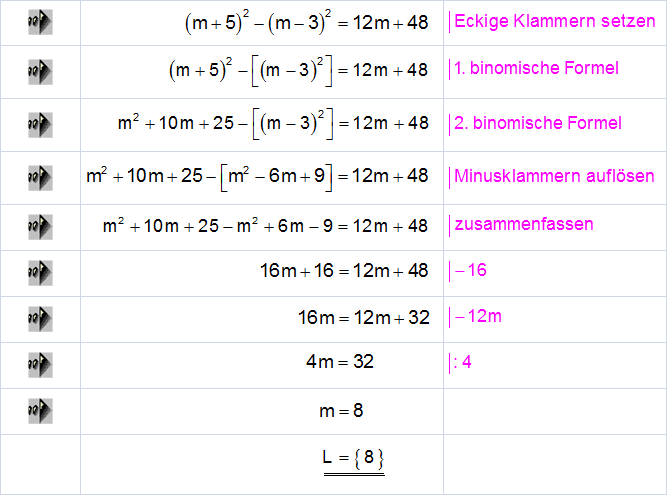 (m + 5)² − (m − 3)² = 12m + 48 | Eckige Klammern setzen
(m + 5)² − [(m − 3)²] = 12m + 48 | 1. binomische Formel
m² + 10m + 25 − [(m − 3)²] = 12m + 48 | 2. binomische Formel
m² + 10m + 25 − [m² − 6m + 9] = 12m + 48 | Minusklammern auflösen
m² + 10m + 25 − m² + 6m − 9 = 12m + 48 | zusammenfassen
16m + 16 = 12m + 48 | − 16
16m = 12m + 32 | − 12m
4m = 32 | : 4
m = 8
L = {8}